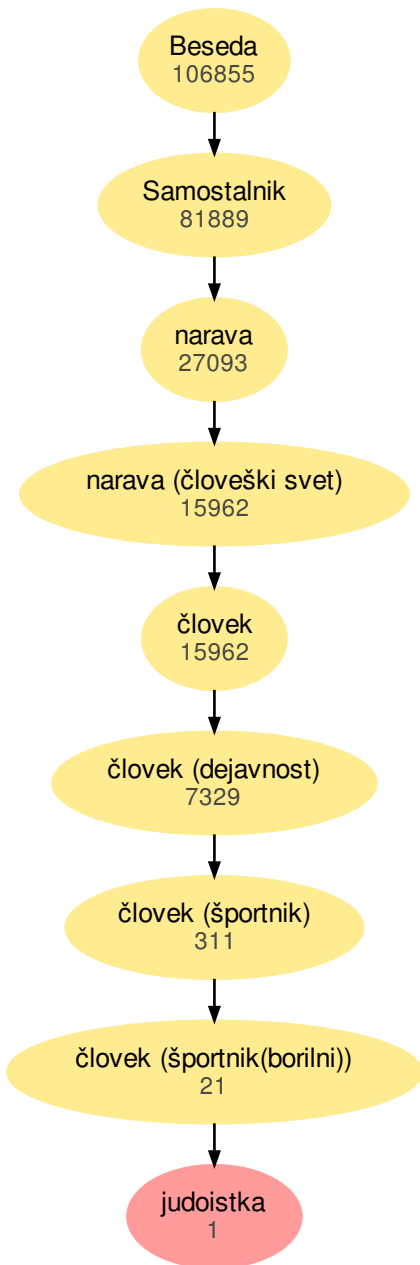 Beseda
106855
Samostalnik
81889
narava
27093
narava (človeški svet)
15962
človek
15962
človek (dejavnost)
7329
človek (športnik)
311
človek (športnik(borilni))
21
judoistka
1